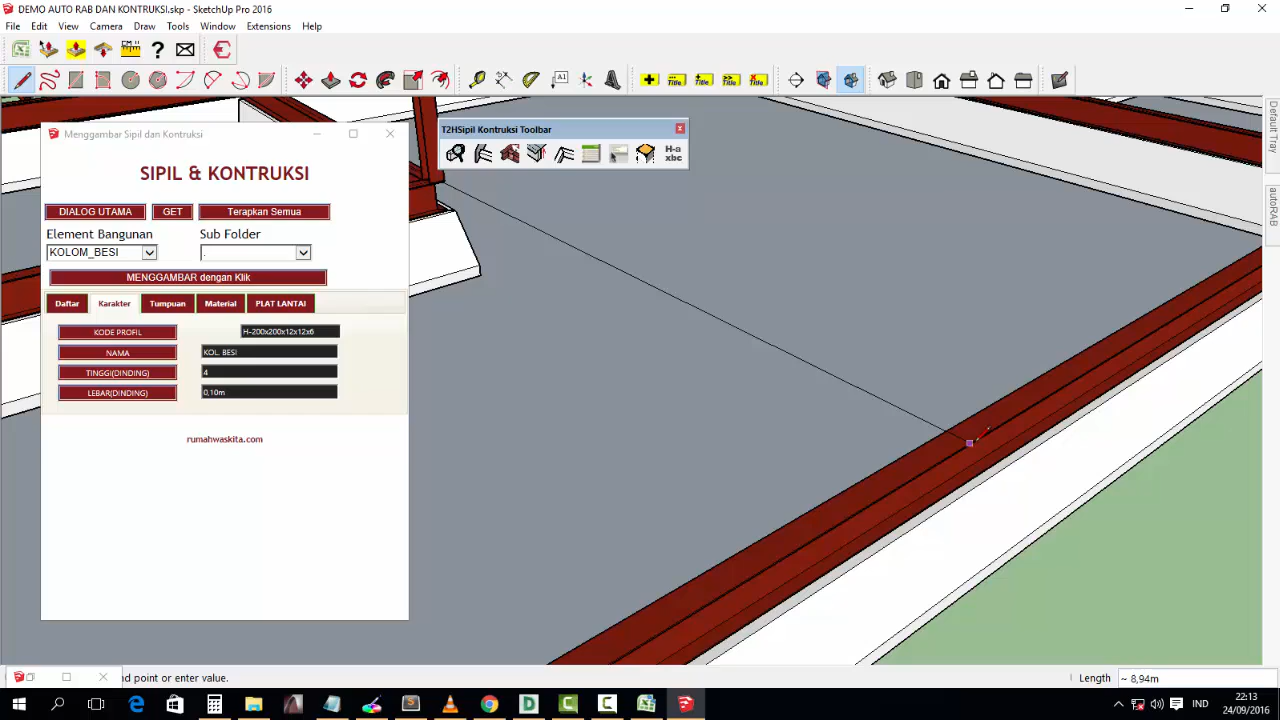 DEMO AUTO RAB DAN KONTRUKSI.skp - SketchUp Pro 2016
File Edit View Camera Draw Tools Window Extensions Help
Title Title Title Title
Menggambar Sipil dan Kontruksi
T2HSipil Kontruksi Toolbar
H-a
xbc
Default Tray
autoRAB
SIPIL & KONTRUKSI
DIALOG UTAMA GET Terapkan Semua
Element Bangunan Sub Folder
KOLOM_BESI .
MENGGAMBAR dengan Klik
Daftar Karakter Tumpuan Material PLAT LANTAI
KODE PROFIL H-200x200x12x12x6
NAMA KOL. BESI
TINGGI(DINDING) 4
LEBAR(DINDING) 0,10m
rumahwaskita.com
nd point or enter value. Length ~ 8,94m
IND 22:13
24/09/2016